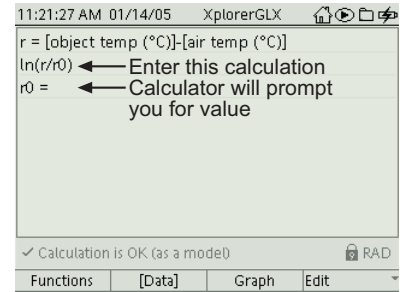 11:21:27 AM 01/14/05 XplorerGLX
r = [object temp (°C)]-[air temp (°C)]
ln(r/r0) Enter this calculation
r0 = Calculator will prompt
you for value
✓ Calculation is OK (as a model) RAD
Functions [Data] Graph Edit